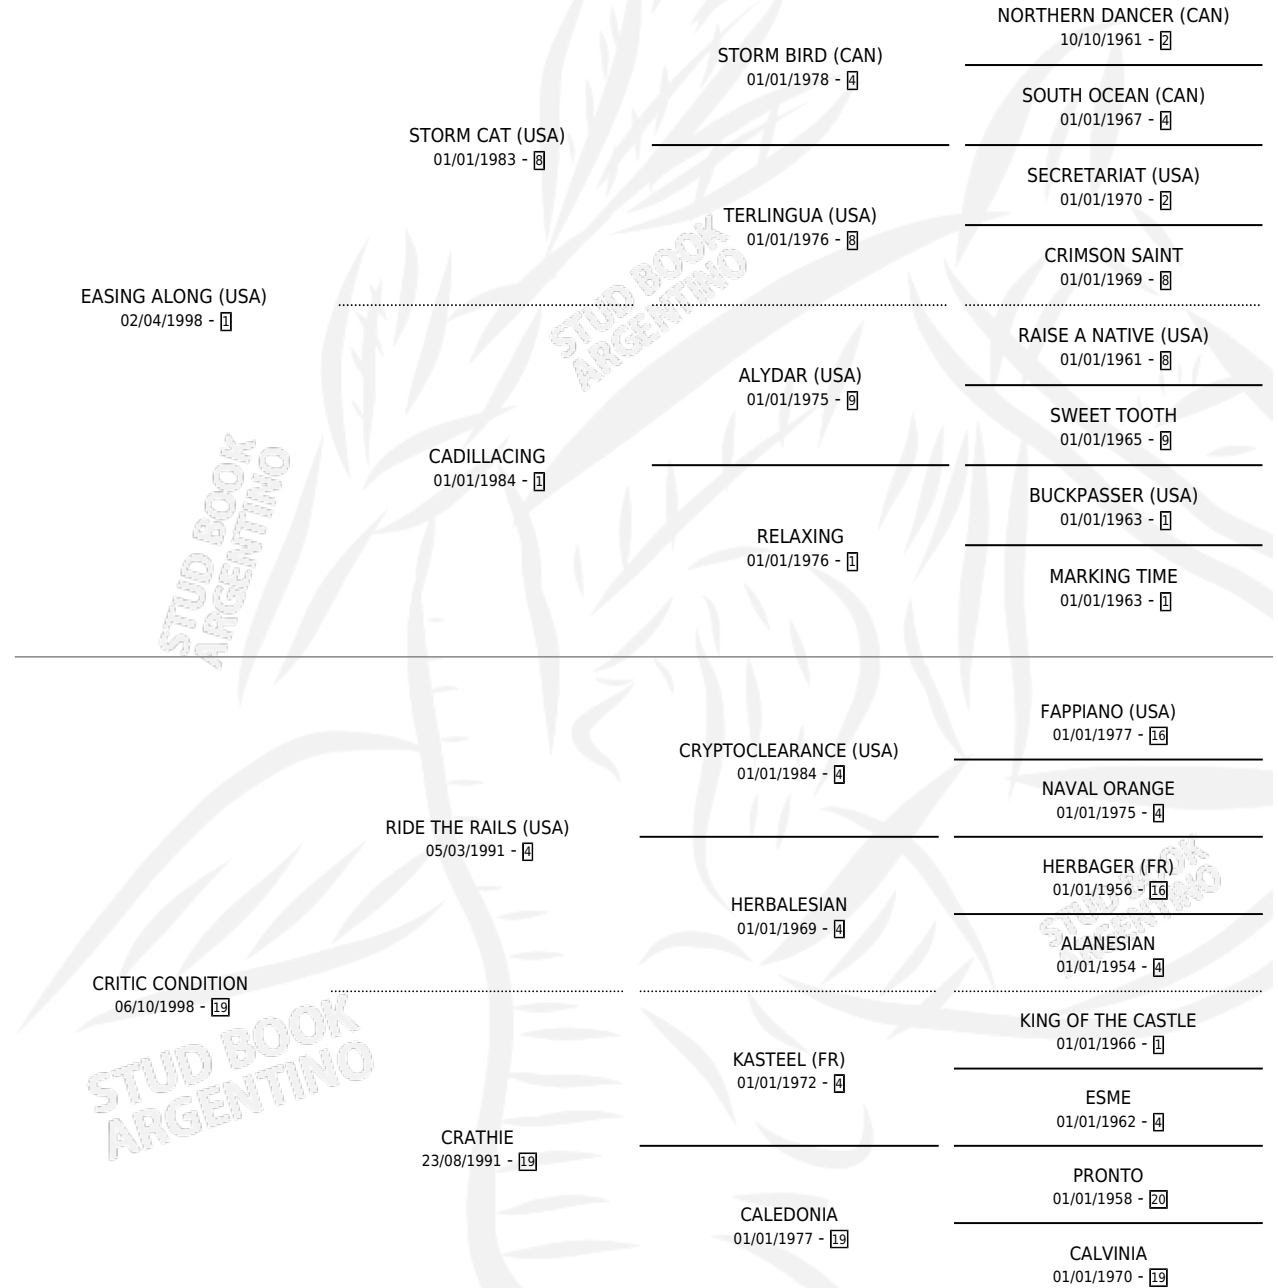 NORTHERN DANCER (CAN)
10/10/1961 - 2
STORM BIRD (CAN)
01/01/1978 - 4
SOUTH OCEAN (CAN)
01/01/1967 - 4
STORM CAT (USA)
01/01/1983 - 8
SECRETARIAT (USA)
01/01/1970 - 2
TERLINGUA (USA)
01/01/1976 - 8
CRIMSON SAINT
01/01/1969 - 8
EASING ALONG (USA)
02/04/1998 - 1
STUD BOOK
ARGENTINO
RAISE A NATIVE (USA)
01/01/1961 - 8
ALYDAR (USA)
01/01/1975 - 9
SWEET TOOTH
01/01/1965 - 9
CADILLACING
01/01/1984 - 1
BUCKPASSER (USA)
01/01/1963 - 1
RELAXING
01/01/1976 - 1
MARKING TIME
01/01/1963 - 1
STUD BOOK
ARGENTINO
FAPPIANO (USA)
01/01/1977 - 16
CRYPTOCLEARANCE (USA)
01/01/1984 - 4
NAVAL ORANGE
01/01/1975 - 4
RIDE THE RAILS (USA)
05/03/1991 - 4
HERBAGER (FR)
01/01/1956 - 16
HERBALESIAN
01/01/1969 - 4
STUD BOOK
ARGENTINO
ALANESIAN
01/01/1954 - 4
CRITIC CONDITION
06/10/1998 - 19
STUD BOOK
ARGENTINO
KING OF THE CASTLE
01/01/1966 - 1
KASTEEL (FR)
01/01/1972 - 4
ESME
01/01/1962 - 4
CRATHIE
23/08/1991 - 19
PRONTO
01/01/1958 - 20
CALEDONIA
01/01/1977 - 19
CALVINIA
01/01/1970 - 19